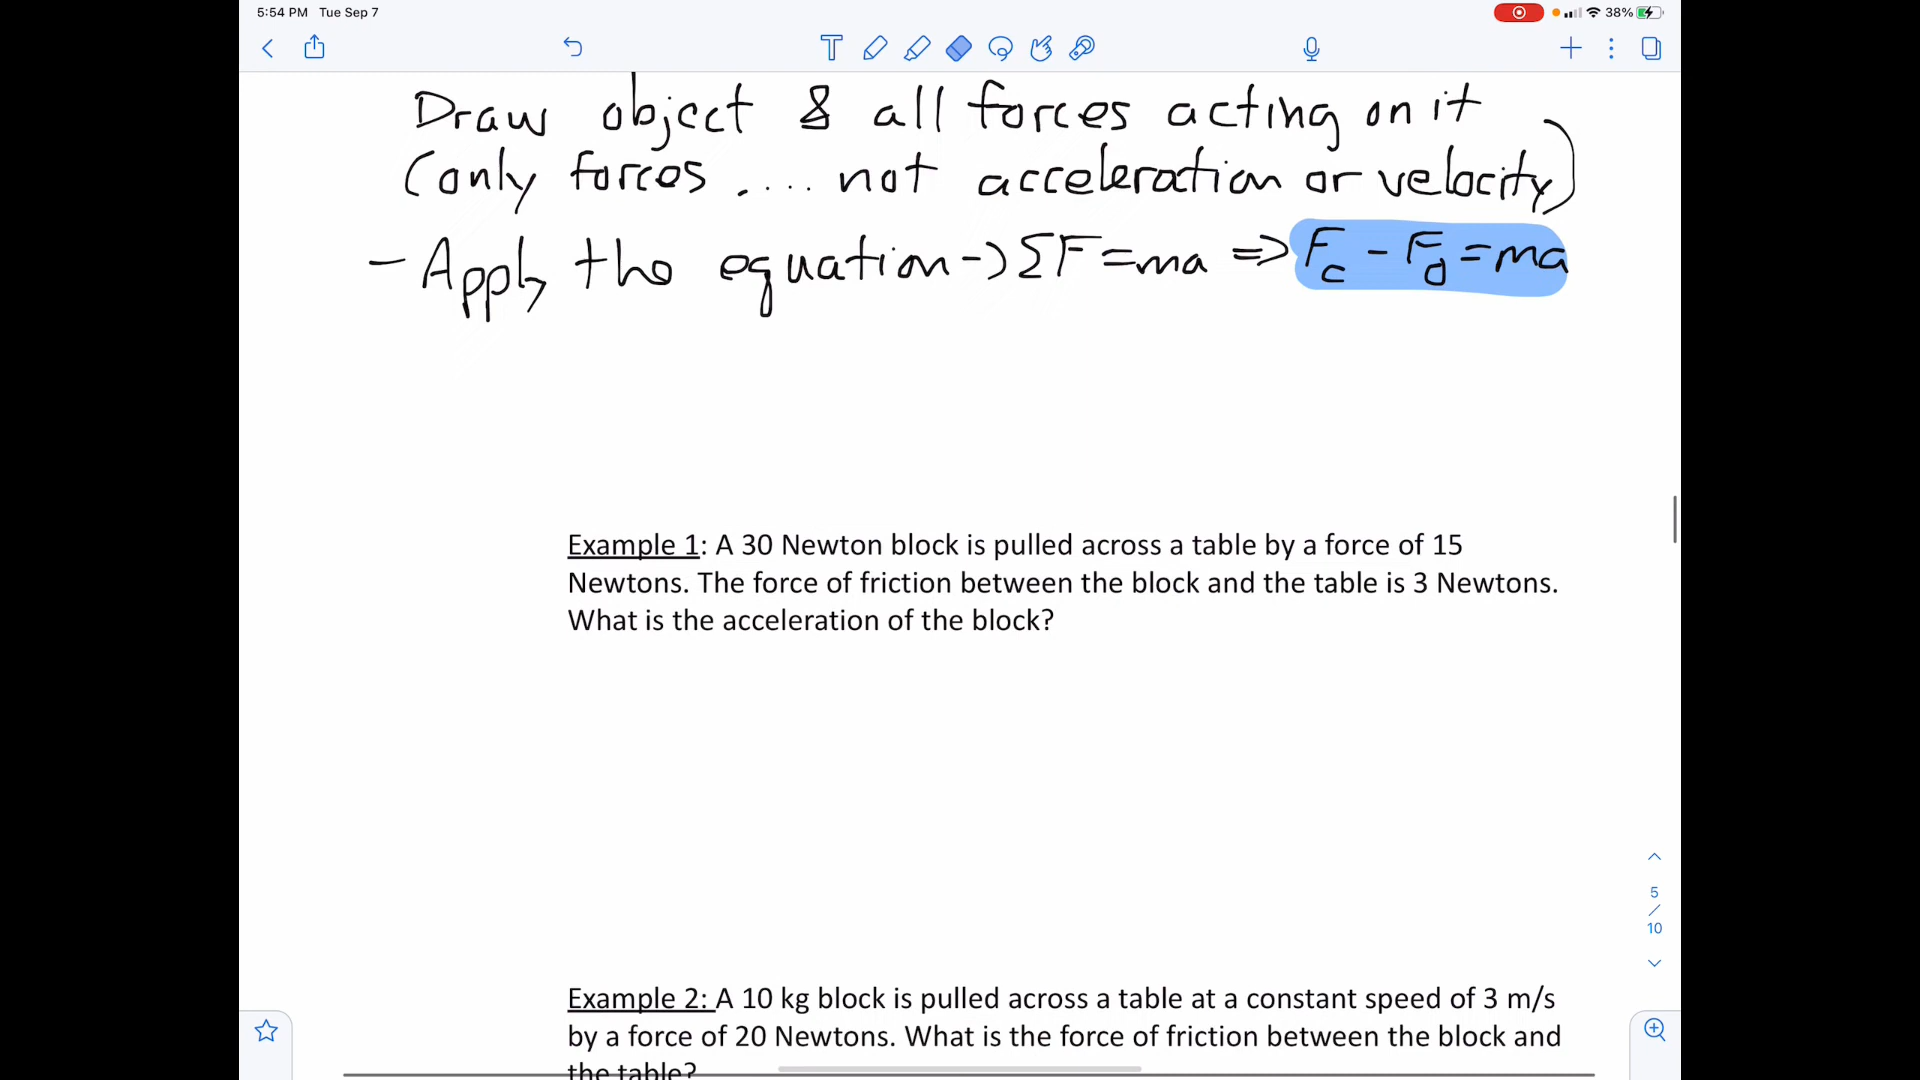 5:54 PM Tue Sep 7
38%
Draw object & all forces acting on it
(only forces .... not acceleration or velocity)
- Apply the equation -> ΣF = ma => Fc - Fo = ma
Example 1: A 30 Newton block is pulled across a table by a force of 15
Newtons. The force of friction between the block and the table is 3 Newtons.
What is the acceleration of the block?
5
/
10
Example 2: A 10 kg block is pulled across a table at a constant speed of 3 m/s
by a force of 20 Newtons. What is the force of friction between the block and
the table?